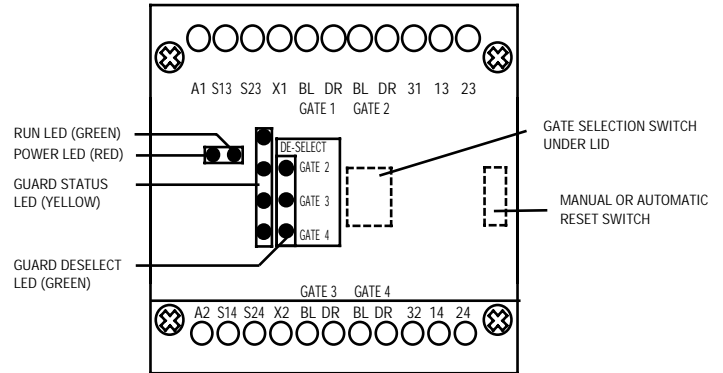 A1 S13 S23 X1 BL DR BL DR 31 13 23
GATE 1 GATE 2
RUN LED (GREEN)
POWER LED (RED)
GUARD STATUS
LED (YELLOW)
GUARD DESELECT
LED (GREEN)
DE-SELECT
GATE 2
GATE 3
GATE 4
GATE SELECTION SWITCH
UNDER LID
MANUAL OR AUTOMATIC
RESET SWITCH
GATE 3 GATE 4
A2 S14 S24 X2 BL DR BL DR 32 14 24